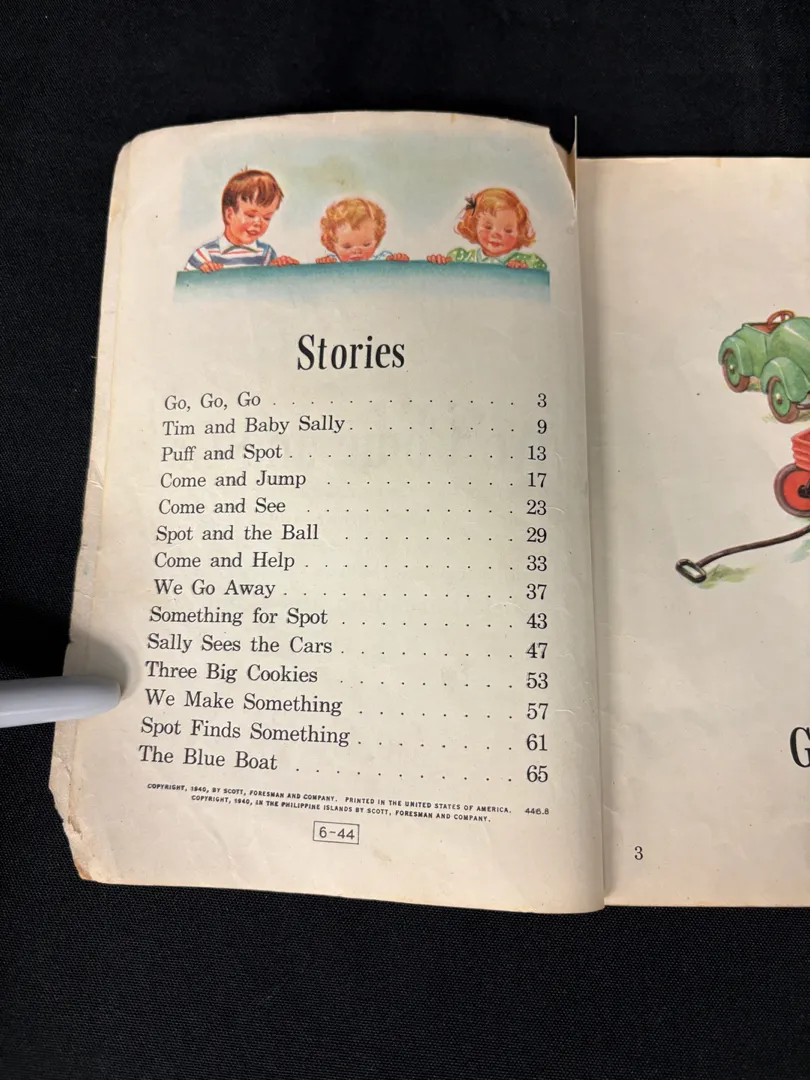 Stories
Go, Go, Go . . . . . . . . . . . . . 3
Tim and Baby Sally . . . . . . . . . 9
Puff and Spot . . . . . . . . . . . . 13
Come and Jump . . . . . . . . . . 17
Come and See . . . . . . . . . . . 23
Spot and the Ball . . . . . . . . . 29
Come and Help . . . . . . . . . . . 33
We Go Away . . . . . . . . . . . . 37
Something for Spot . . . . . . . . . 43
Sally Sees the Cars . . . . . . . . . 47
Three Big Cookies . . . . . . . . . 53
We Make Something . . . . . . . . 57
Spot Finds Something . . . . . . . . 61
The Blue Boat . . . . . . . . . . . 65
COPYRIGHT, 1940, BY SCOTT, FORESMAN AND COMPANY. PRINTED IN THE UNITED STATES OF AMERICA. 446.8
COPYRIGHT, 1940, IN THE PHILIPPINE ISLANDS BY SCOTT, FORESMAN AND COMPANY.
6-44
G
3